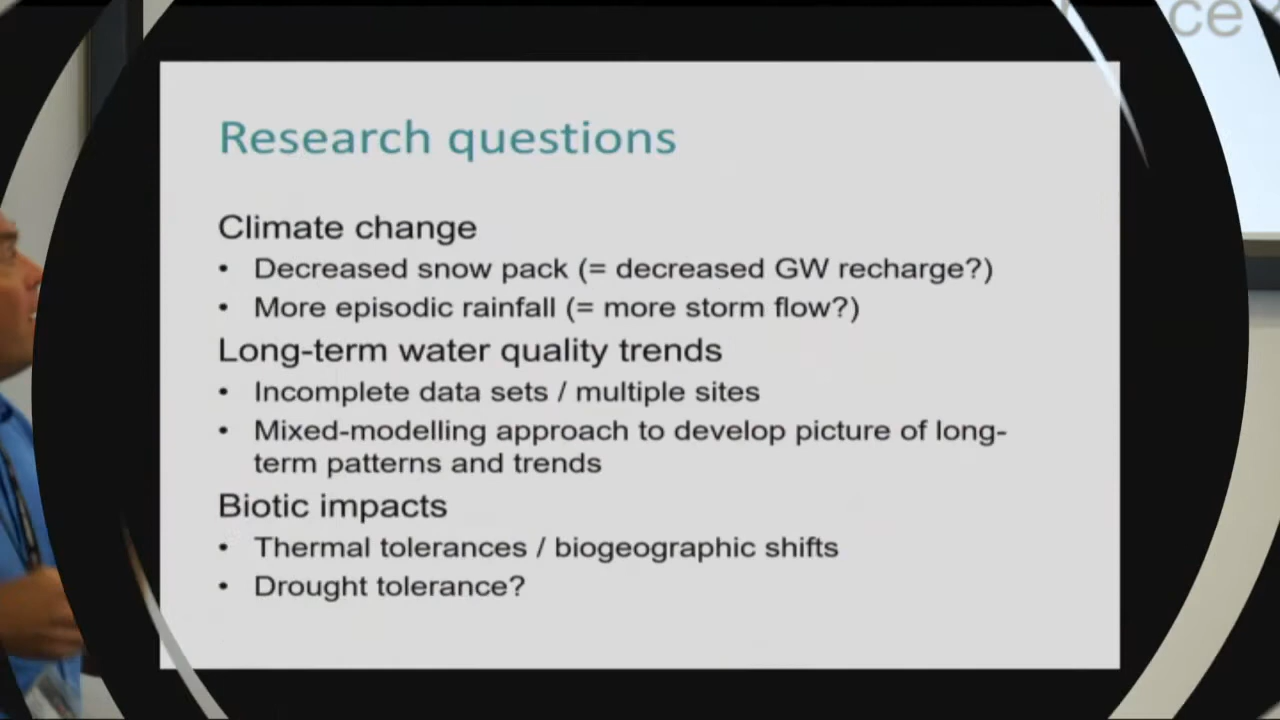 Research questions
Climate change
• Decreased snow pack (= decreased GW recharge?)
• More episodic rainfall (= more storm flow?)
Long-term water quality trends
• Incomplete data sets / multiple sites
• Mixed-modelling approach to develop picture of long-
term patterns and trends
Biotic impacts
• Thermal tolerances / biogeographic shifts
• Drought tolerance?